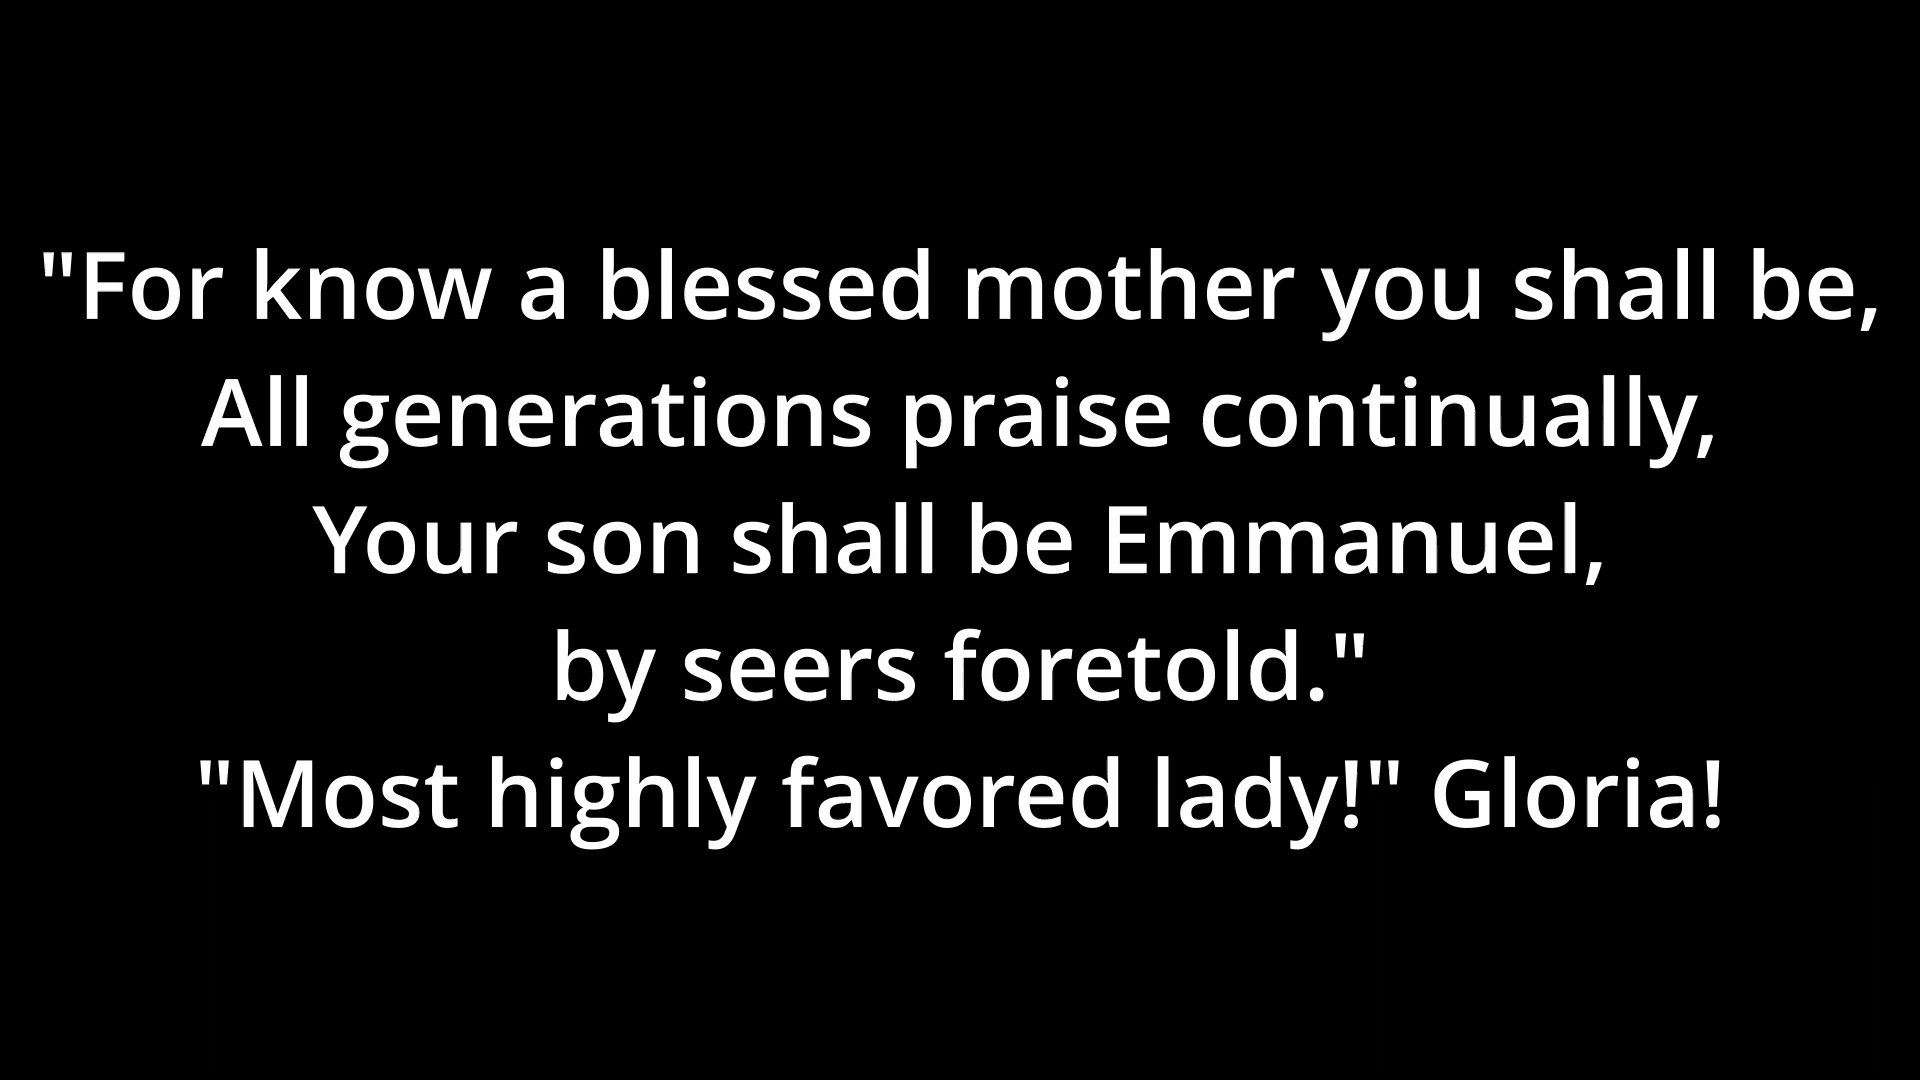 "For know a blessed mother you shall be,
All generations praise continually,
Your son shall be Emmanuel,
by seers foretold."
"Most highly favored lady!" Gloria!